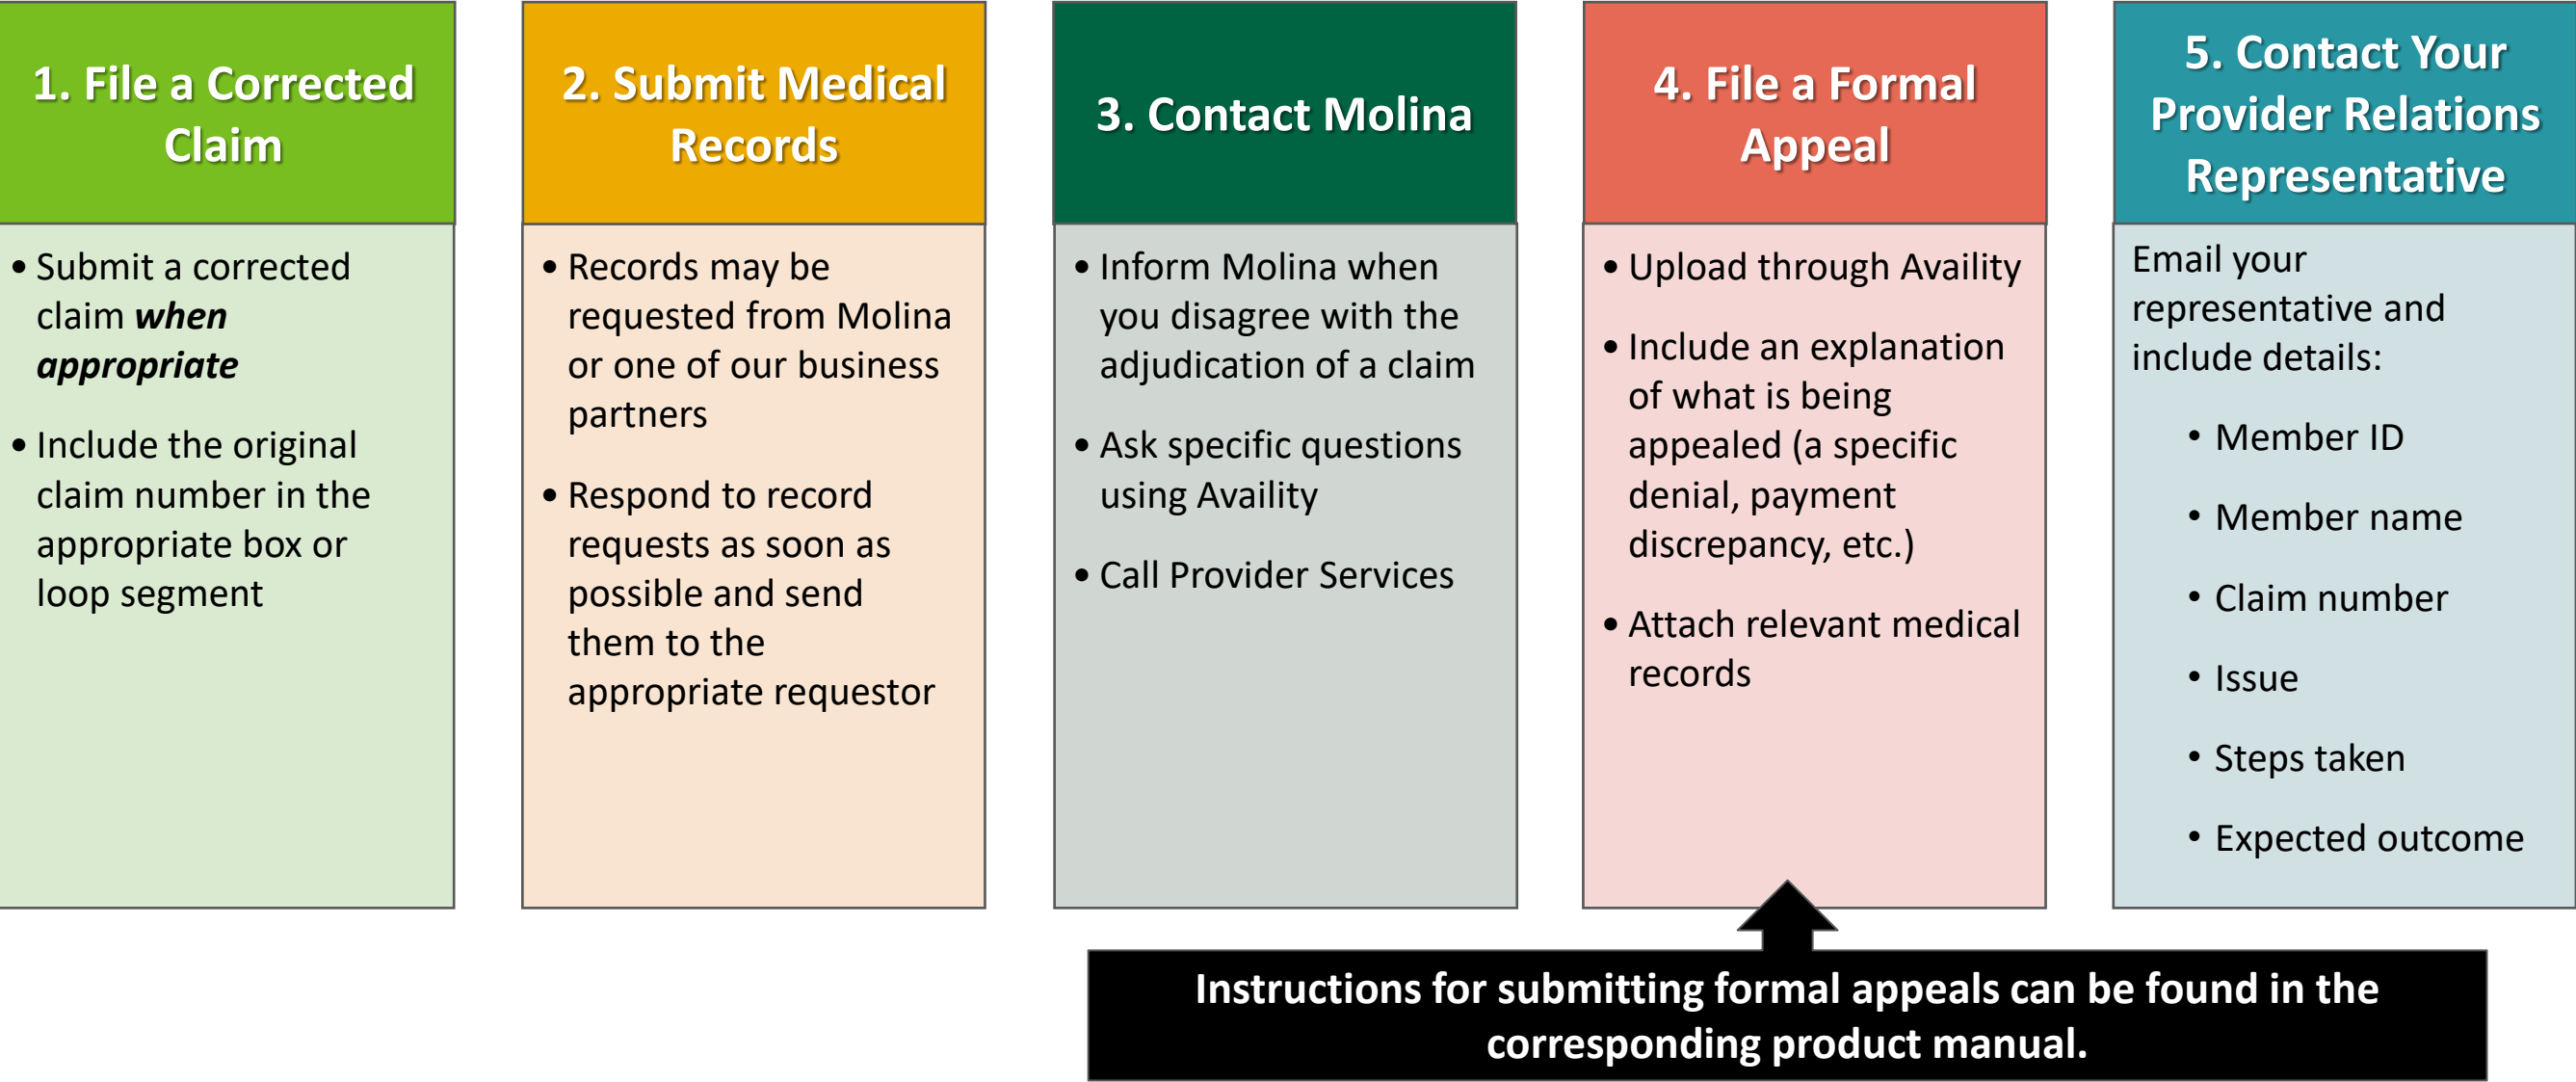 1. File a Corrected
Claim
• Submit a corrected
claim when
appropriate
• Include the original
claim number in the
appropriate box or
loop segment
2. Submit Medical
Records
• Records may be
requested from Molina
or one of our business
partners
• Respond to record
requests as soon as
possible and send
them to the
appropriate requestor
3. Contact Molina
• Inform Molina when
you disagree with the
adjudication of a claim
• Ask specific questions
using Availity
• Call Provider Services
4. File a Formal
Appeal
• Upload through Availity
• Include an explanation
of what is being
appealed (a specific
denial, payment
discrepancy, etc.)
• Attach relevant medical
records
5. Contact Your
Provider Relations
Representative
Email your
representative and
include details:
• Member ID
• Member name
• Claim number
• Issue
• Steps taken
• Expected outcome
Instructions for submitting formal appeals can be found in the
corresponding product manual.